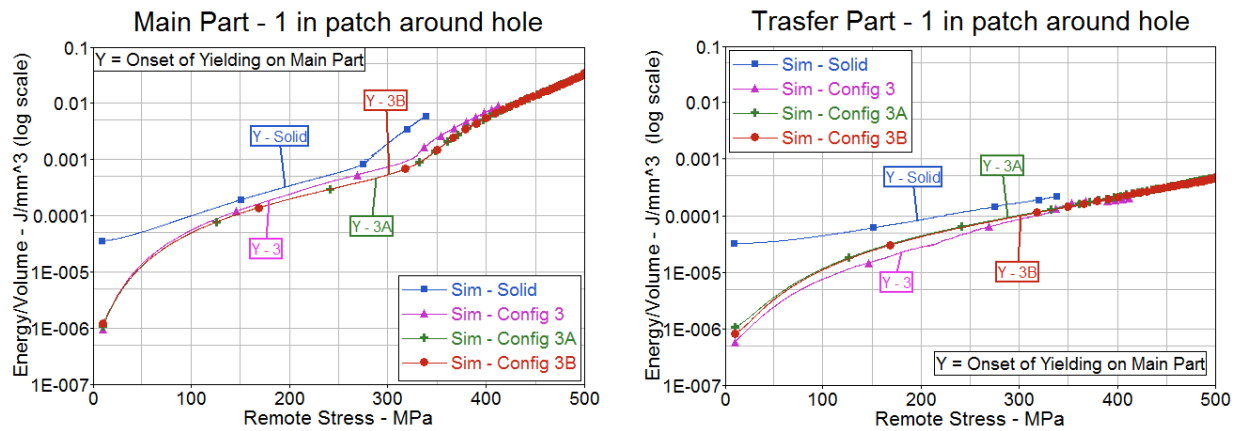 Main Part - 1 in patch around hole
Energy/Volume - J/mm^3 (log scale)
0.1
0.01
0.001
0.0001
1E-005
1E-006
1E-007
Y = Onset of Yielding on Main Part
Y - Solid
Y - 3B
Y - 3
Y - 3A
Sim - Solid
Sim - Config 3
Sim - Config 3A
Sim - Config 3B
0 100 200 300 400 500
Remote Stress - MPa
Trasfer Part - 1 in patch around hole
Energy/Volume - J/mm^3 (log scale)
0.1
0.01
0.001
0.0001
1E-005
1E-006
1E-007
Sim - Solid
Sim - Config 3
Sim - Config 3A
Sim - Config 3B
Y - Solid
Y - 3A
Y - 3
Y - 3B
Y = Onset of Yielding on Main Part
0 100 200 300 400 500
Remote Stress - MPa